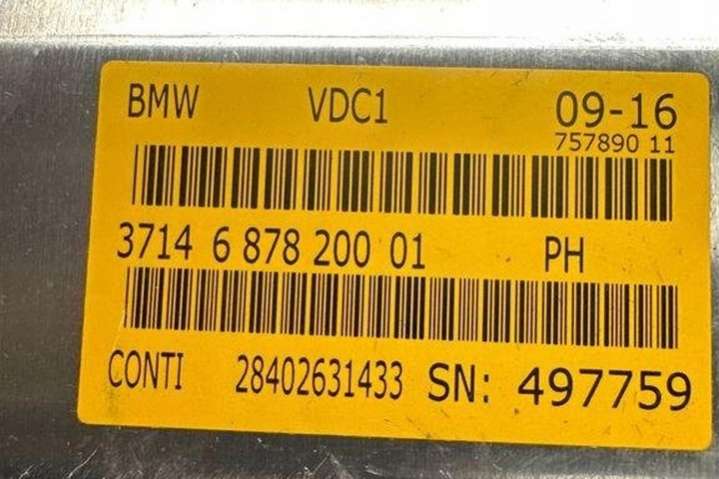 BMW VDC1 09-16
757890 11
3714 6 878 200 01 PH
CONTI 28402631433 SN: 497759